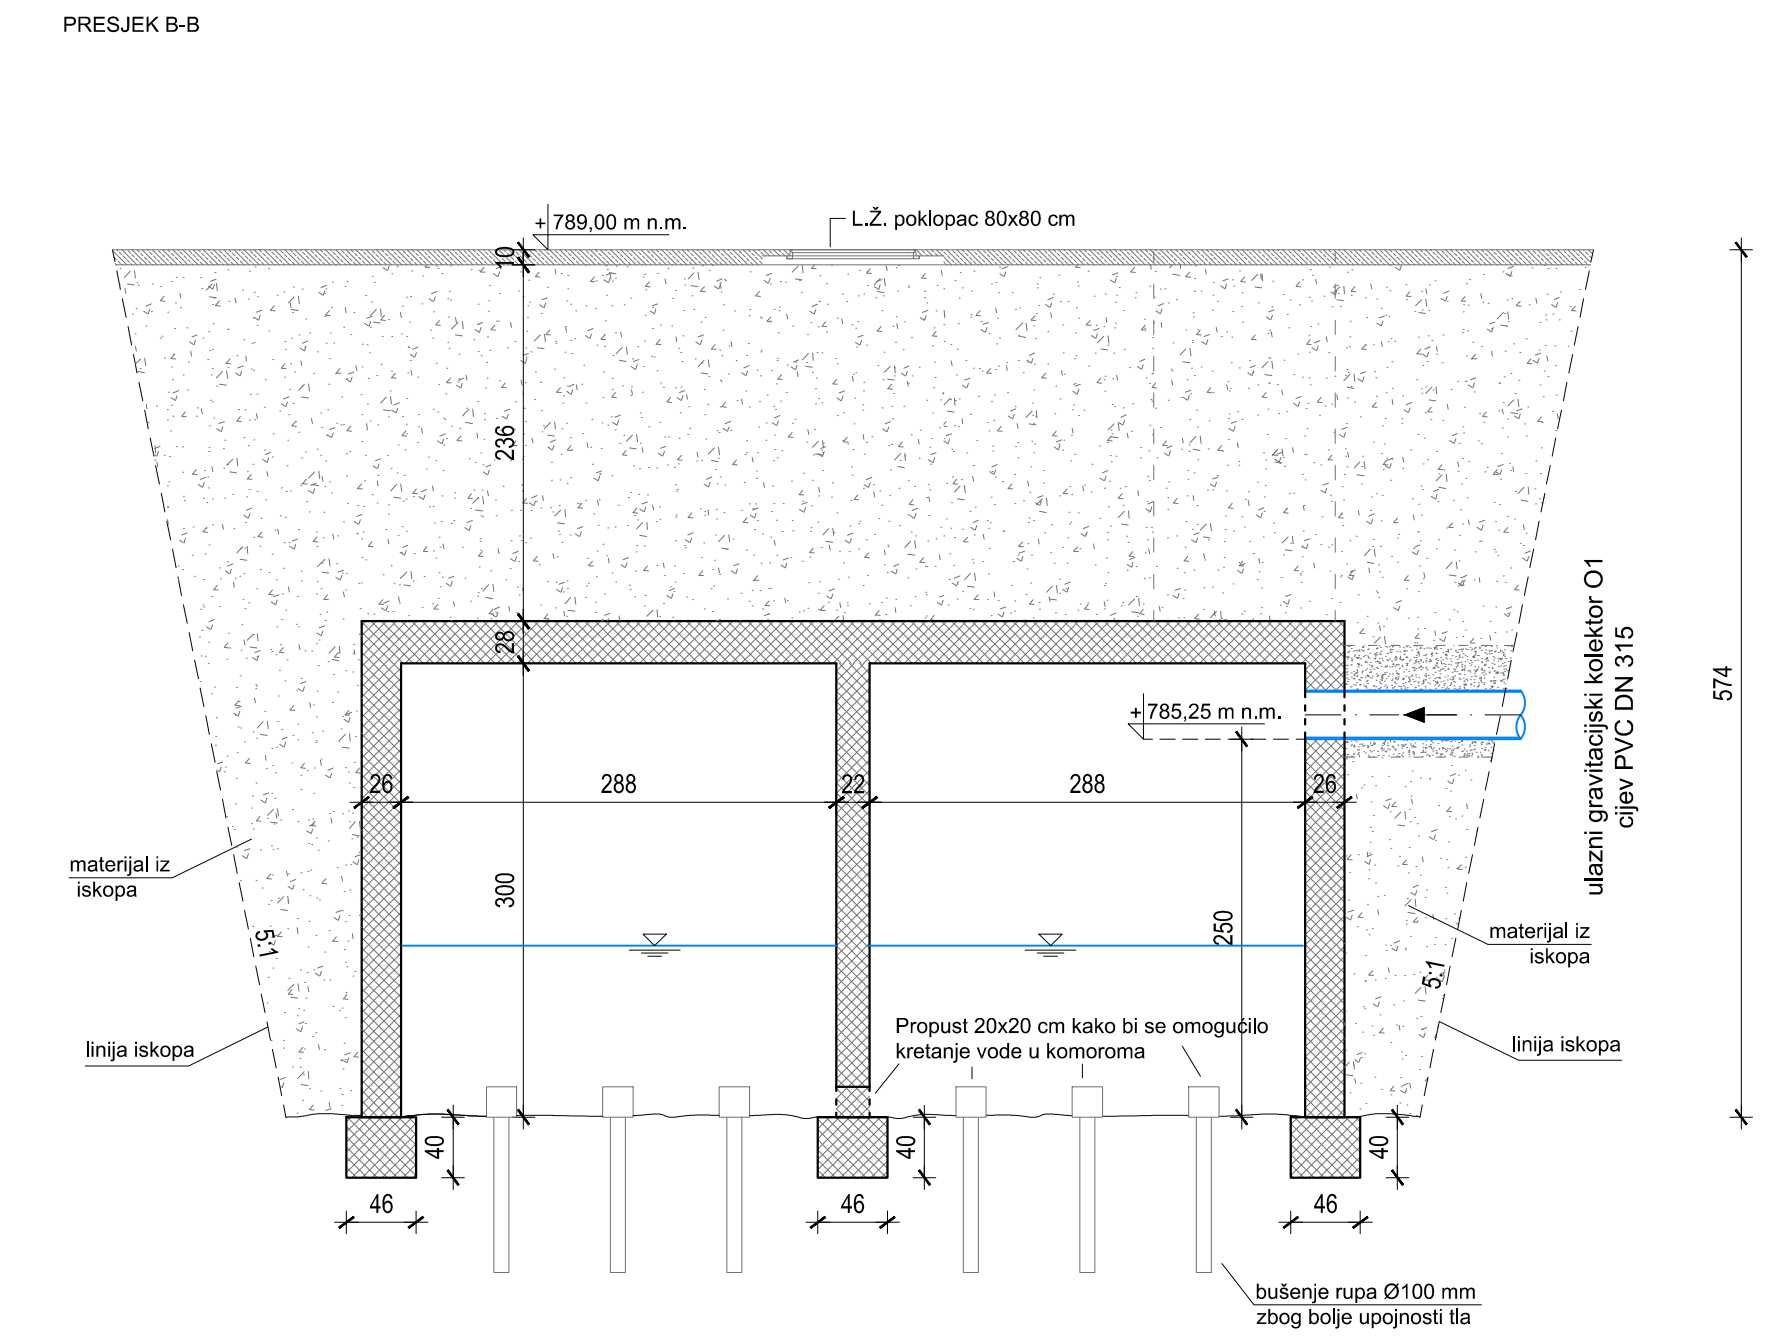 PRESJEK B-B
+ 789,00 m n.m.
L.Ž. poklopac 80x80 cm
10
236
28
574
+ 785,25 m n.m.
ulazni gravitacijski kolektor O1
cijev PVC DN 315
26
288
22
288
26
materijal iz
iskopa
300
250
materijal iz
iskopa
5:1
5:1
Propust 20x20 cm kako bi se omogućilo
kretanje vode u komoroma
linija iskopa
linija iskopa
40
40
40
46
46
46
bušenje rupa Ø100 mm
zbog bolje upojnosti tla